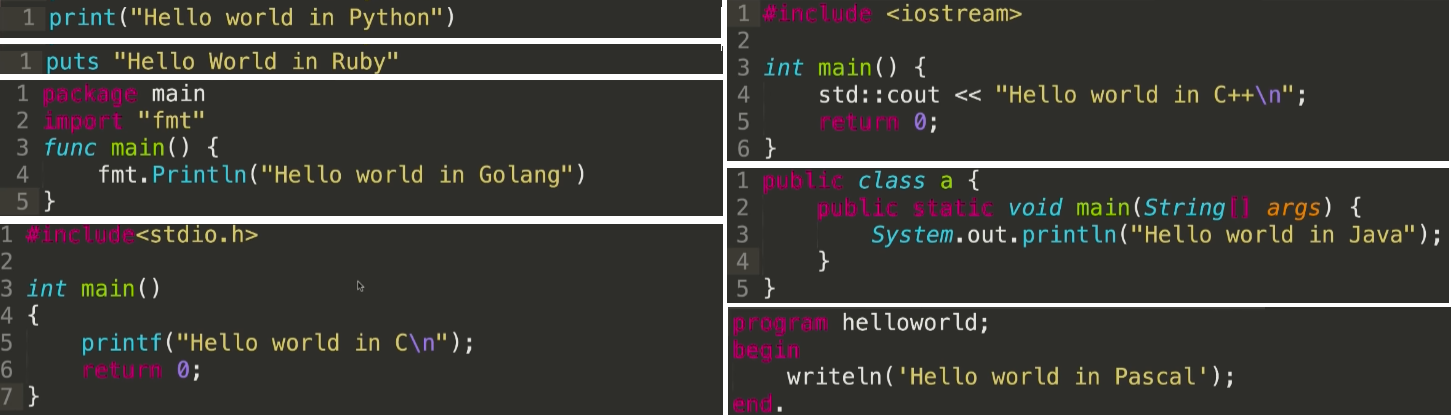 1 print("Hello world in Python")
1 puts "Hello World in Ruby"
1 package main
2 import "fmt"
3 func main() {
4     fmt.Println("Hello world in Golang")
5 }
1 #include<stdio.h>
2
3 int main()
4 {
5     printf("Hello world in C\n");
6     return 0;
7 }
1 #include <iostream>
2
3 int main() {
4     std::cout << "Hello world in C++\n";
5     return 0;
6 }
1 public class a {
2     public static void main(String[] args) {
3         System.out.println("Hello world in Java");
4     }
5 }
program helloworld;
begin
    writeln('Hello world in Pascal');
end.